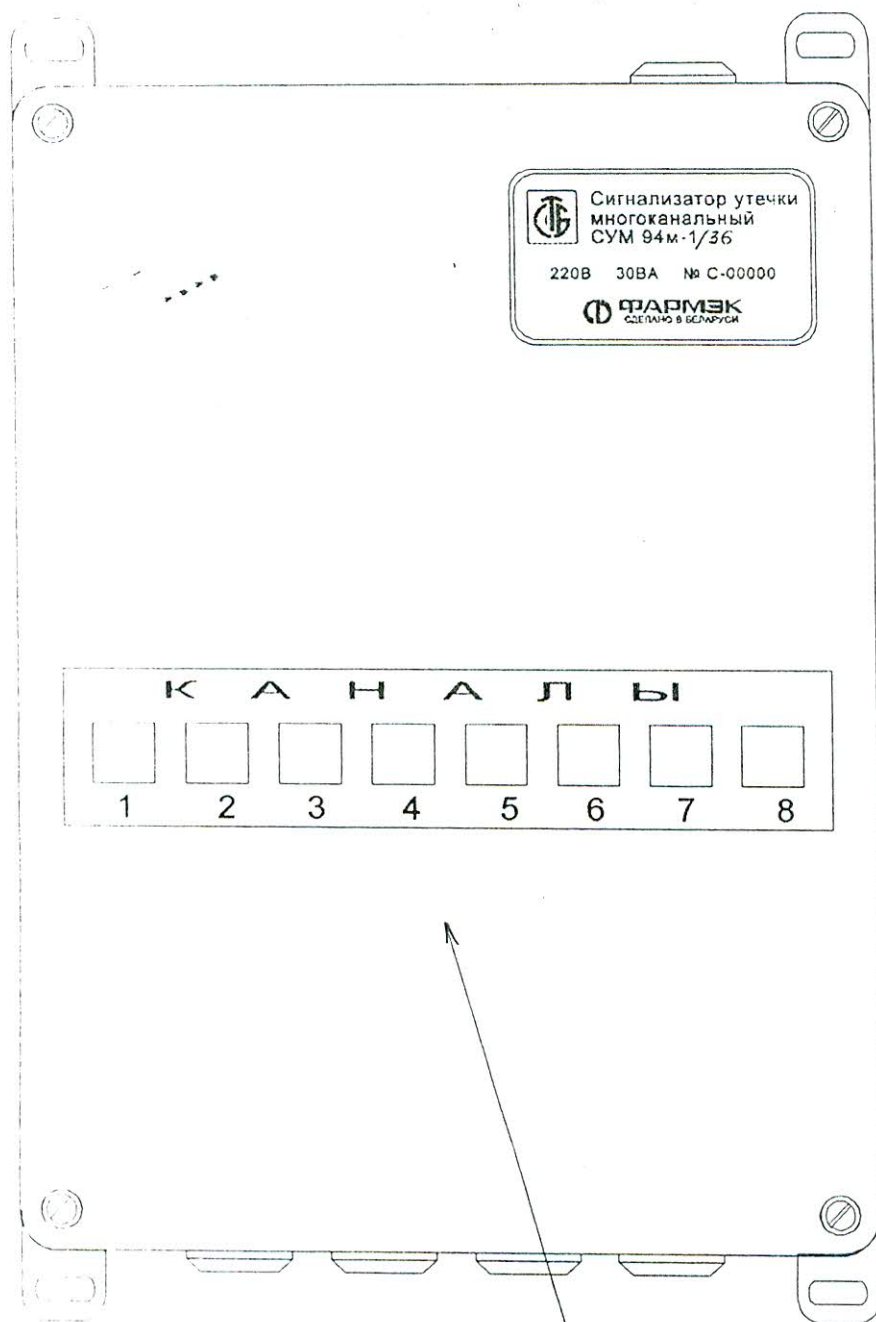 Сигнализатор утечки
многоканальный
СУМ 94м-1/36
220В 30ВА № С-00000
ФАРМЭК
СДЕЛАНО В БЕЛАРУСИ
КАНАЛЫ
1 2 3 4 5 6 7 8